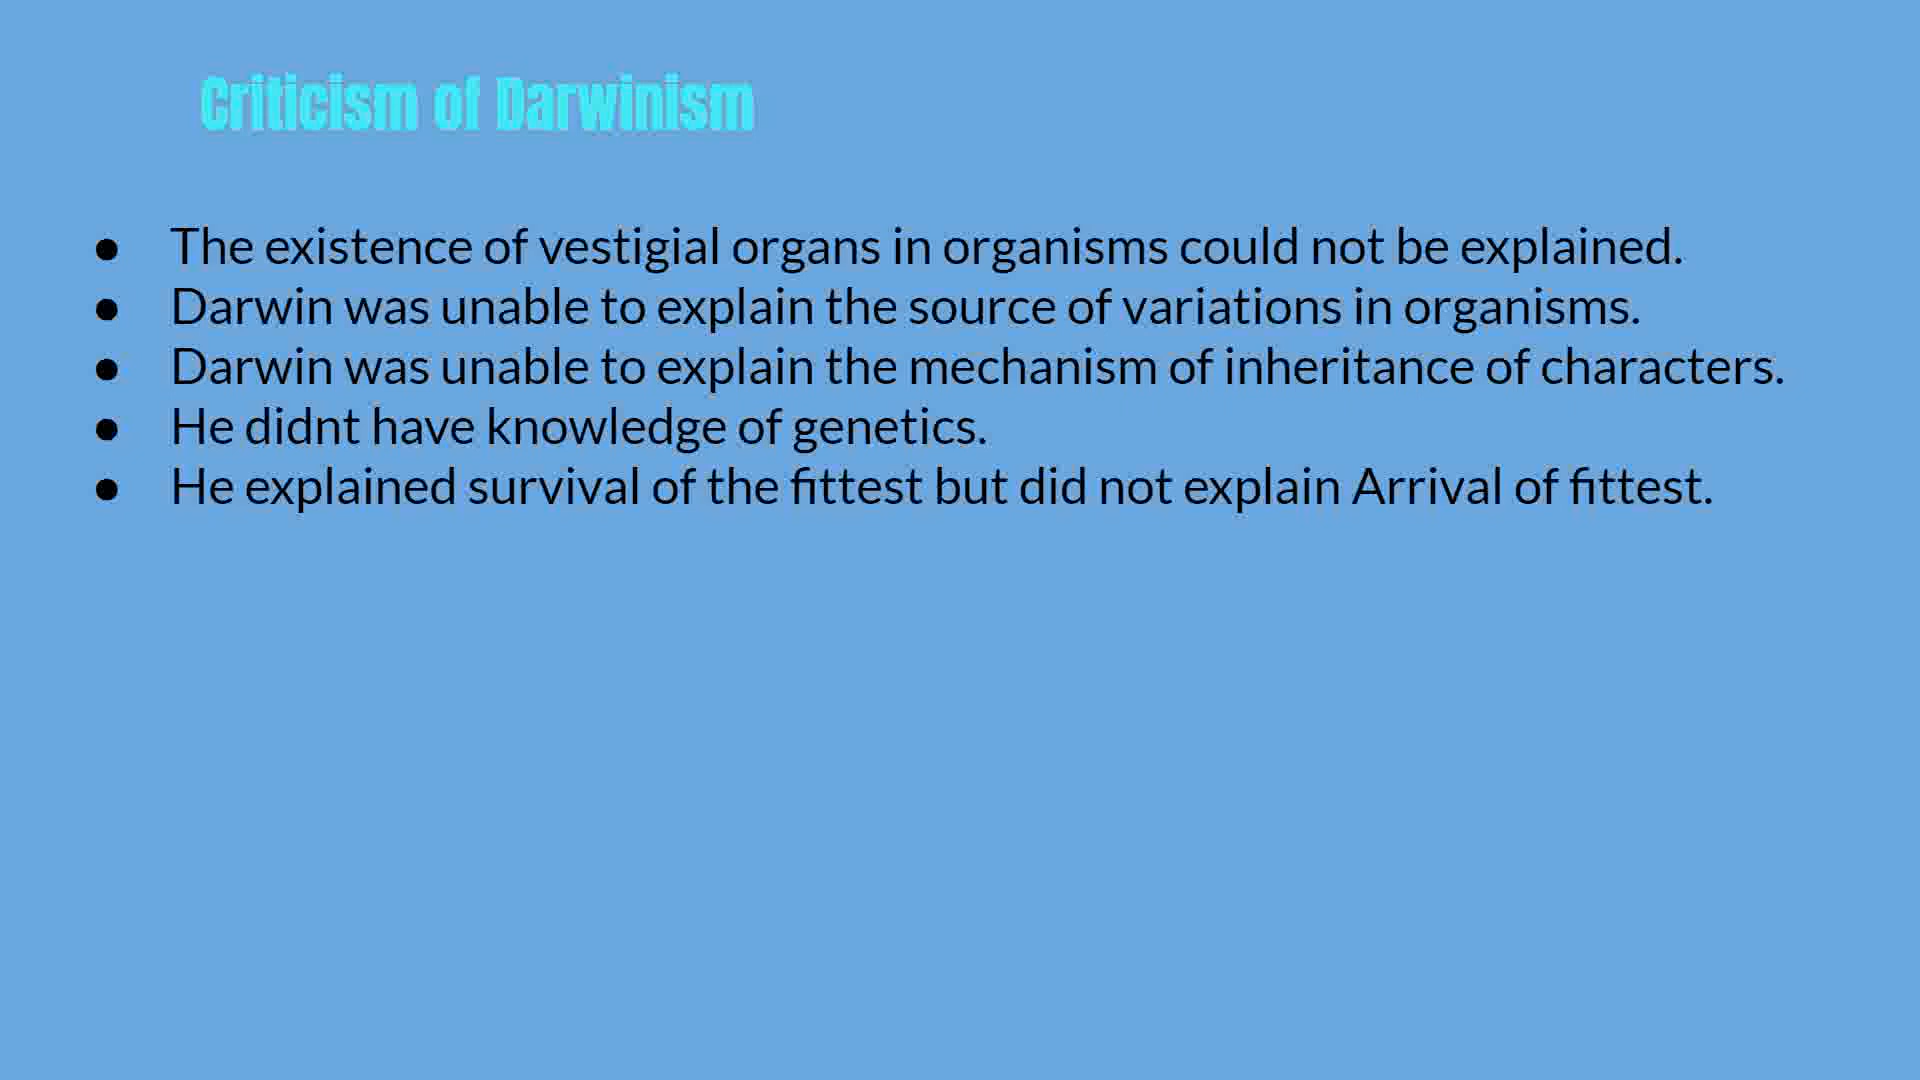 Criticism of Darwinism
● The existence of vestigial organs in organisms could not be explained.
● Darwin was unable to explain the source of variations in organisms.
● Darwin was unable to explain the mechanism of inheritance of characters.
● He didnt have knowledge of genetics.
● He explained survival of the fittest but did not explain Arrival of fittest.